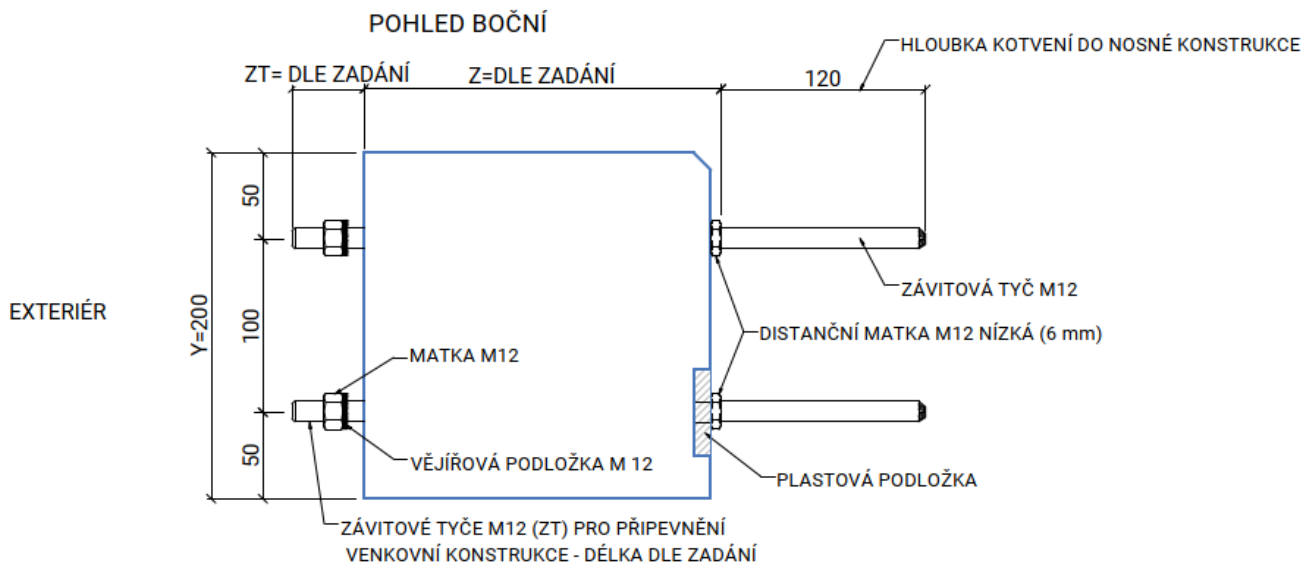 POHLED BOČNÍ
HLOUBKA KOTVENÍ DO NOSNÉ KONSTRUKCE
ZT= DLE ZADÁNÍ
Z=DLE ZADÁNÍ
120
50
100
50
Y=200
EXTERIÉR
ZÁVITOVÁ TYČ M12
DISTANČNÍ MATKA M12 NÍZKÁ (6 mm)
MATKA M12
VĚJÍŘOVÁ PODLOŽKA M 12
PLASTOVÁ PODLOŽKA
ZÁVITOVÉ TYČE M12 (ZT) PRO PŘIPEVNĚNÍ
VENKOVNÍ KONSTRUKCE - DÉLKA DLE ZADÁNÍ